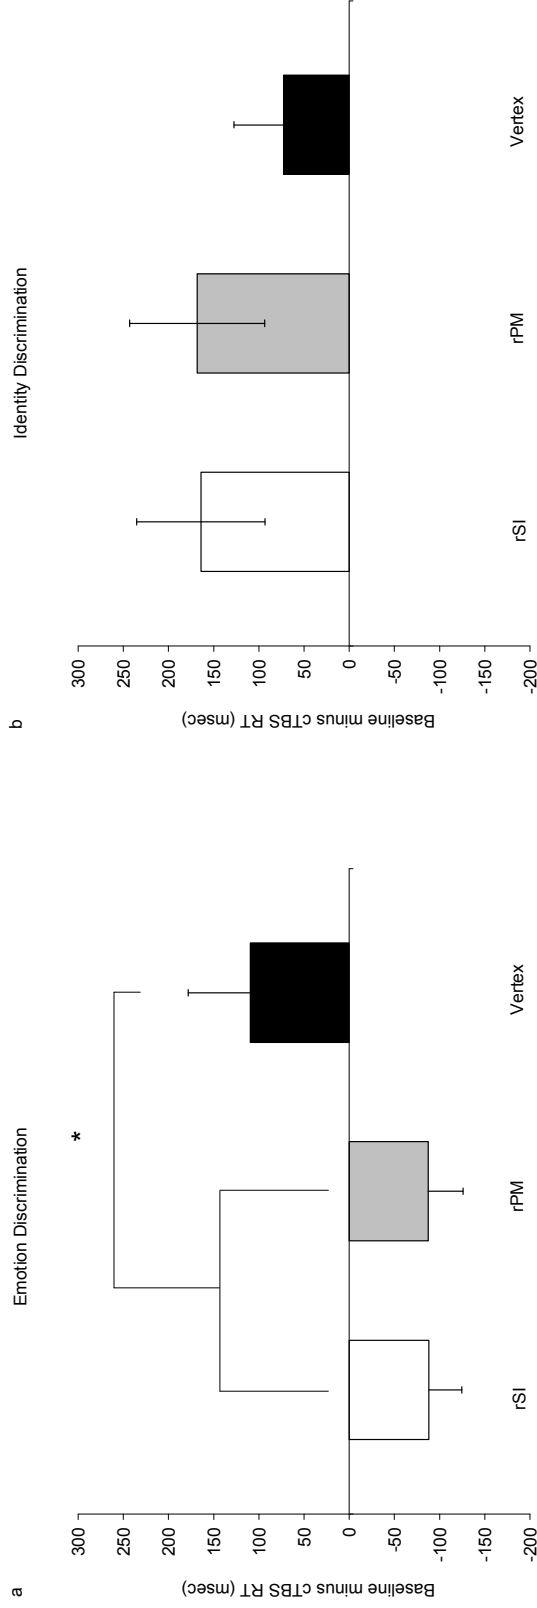 a
Emotion Discrimination
*
300
250
200
150
100
50
0
-50
-100
-150
-200
Baseline minus cTBS RT (msec)
rSI
rPM
Vertex
b
Identity Discrimination
300
250
200
150
100
50
0
-50
-100
-150
-200
Baseline minus cTBS RT (msec)
rSI
rPM
Vertex